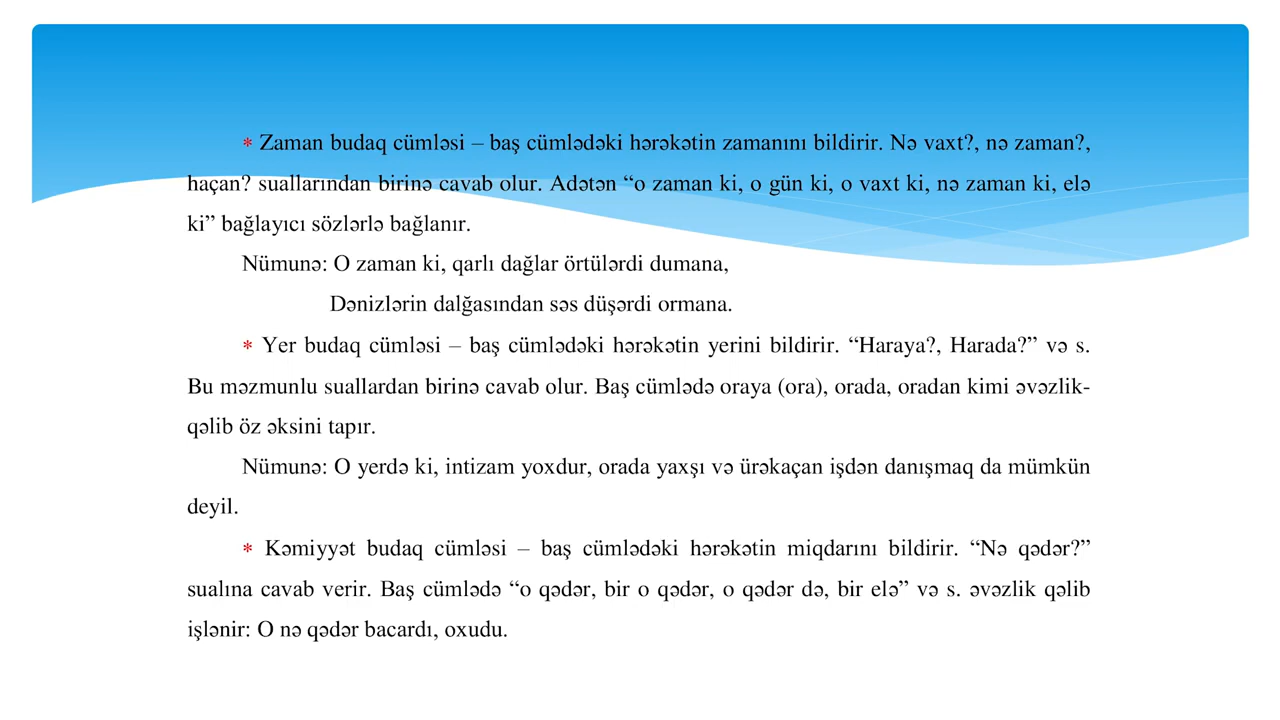 * Zaman budaq cümləsi – baş cümlədəki hərəkətin zamanını bildirir. Nə vaxt?, nə zaman?,
haçan? suallarından birinə cavab olur. Adətən “o zaman ki, o gün ki, o vaxt ki, nə zaman ki, elə
ki” bağlayıcı sözlərlə bağlanır.
Nümunə: O zaman ki, qarlı dağlar örtülərdi dumana,
Dənizlərin dalğasından səs düşərdi ormana.
* Yer budaq cümləsi – baş cümlədəki hərəkətin yerini bildirir. “Haraya?, Harada?” və s.
Bu məzmunlu suallardan birinə cavab olur. Baş cümlədə oraya (ora), orada, oradan kimi əvəzlik-
qəlib öz əksini tapır.
Nümunə: O yerdə ki, intizam yoxdur, orada yaxşı və ürəkaçan işdən danışmaq da mümkün
deyil.
* Kəmiyyət budaq cümləsi – baş cümlədəki hərəkətin miqdarını bildirir. “Nə qədər?”
sualına cavab verir. Baş cümlədə “o qədər, bir o qədər, o qədər də, bir elə” və s. əvəzlik qəlib
işlənir: O nə qədər bacardı, oxudu.